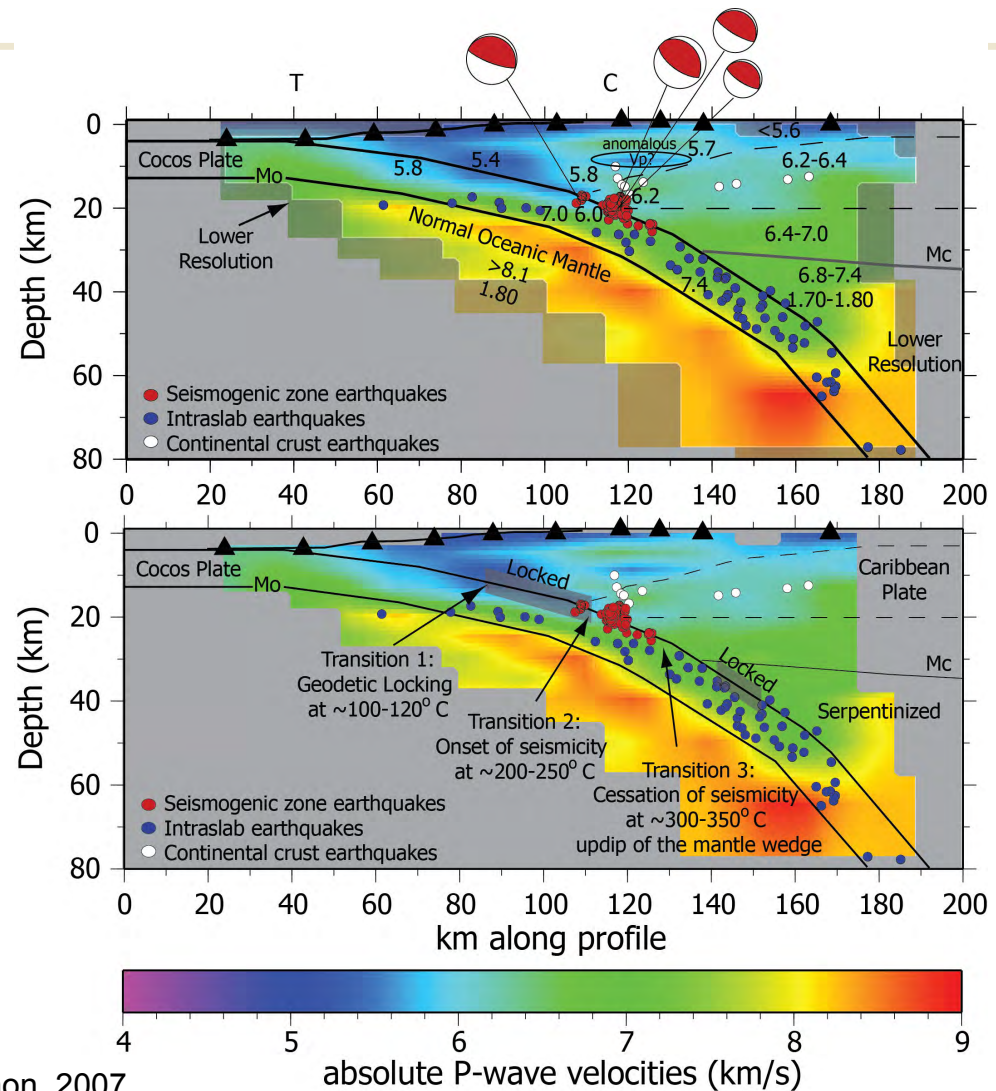 T
C
0
20
40
60
80
Depth (km)
Cocos Plate
Mo
Lower
Resolution
5.8
5.4
5.8
anomalous
Vp?
5.7
<5.6
6.2-6.4
6.2
7.0
6.0
6.4-7.0
Mc
Normal Oceanic Mantle
>8.1
1.80
7.4
6.8-7.4
1.70-1.80
Lower
Resolution
Seismogenic zone earthquakes
Intraslab earthquakes
Continental crust earthquakes
0 20 40 60 80 100 120 140 160 180 200
0
20
40
60
80
Depth (km)
Cocos Plate
Mo
Locked
Caribbean
Plate
Transition 1:
Geodetic Locking
at ~100-120° C
Locked
Mc
Transition 2:
Onset of seismicity
at ~200-250° C
Serpentinized
Transition 3:
Cessation of seismicity
at ~300-350° C
updip of the mantle wedge
Seismogenic zone earthquakes
Intraslab earthquakes
Continental crust earthquakes
0 20 40 60 80 100 120 140 160 180 200
km along profile
4 5 6 7 8 9
absolute P-wave velocities (km/s)
on, 2007